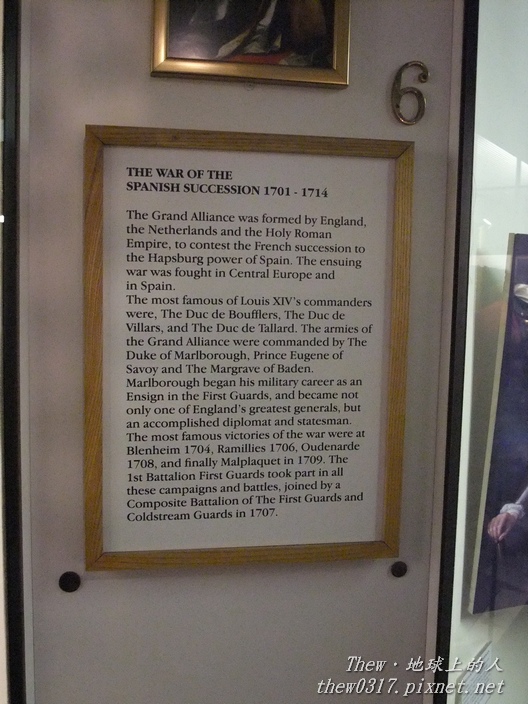 6
THE WAR OF THE
SPANISH SUCCESSION 1701 - 1714
The Grand Alliance was formed by England,
the Netherlands and the Holy Roman
Empire, to contest the French succession to
the Hapsburg power of Spain. The ensuing
war was fought in Central Europe and
in Spain.
The most famous of Louis XIV's commanders
were, The Duc de Boufflers, The Duc de
Villars, and The Duc de Tallard. The armies of
the Grand Alliance were commanded by The
Duke of Marlborough, Prince Eugene of
Savoy and The Margrave of Baden.
Marlborough began his military career as an
Ensign in the First Guards, and became not
only one of England's greatest generals, but
an accomplished diplomat and statesman.
The most famous victories of the war were at
Blenheim 1704, Ramillies 1706, Oudenarde
1708, and finally Malplaquet in 1709. The
1st Battalion First Guards took part in all
these campaigns and battles, joined by a
Composite Battalion of The First Guards and
Coldstream Guards in 1707.
Thew · 地球上的人
thew0317.pixnet.net